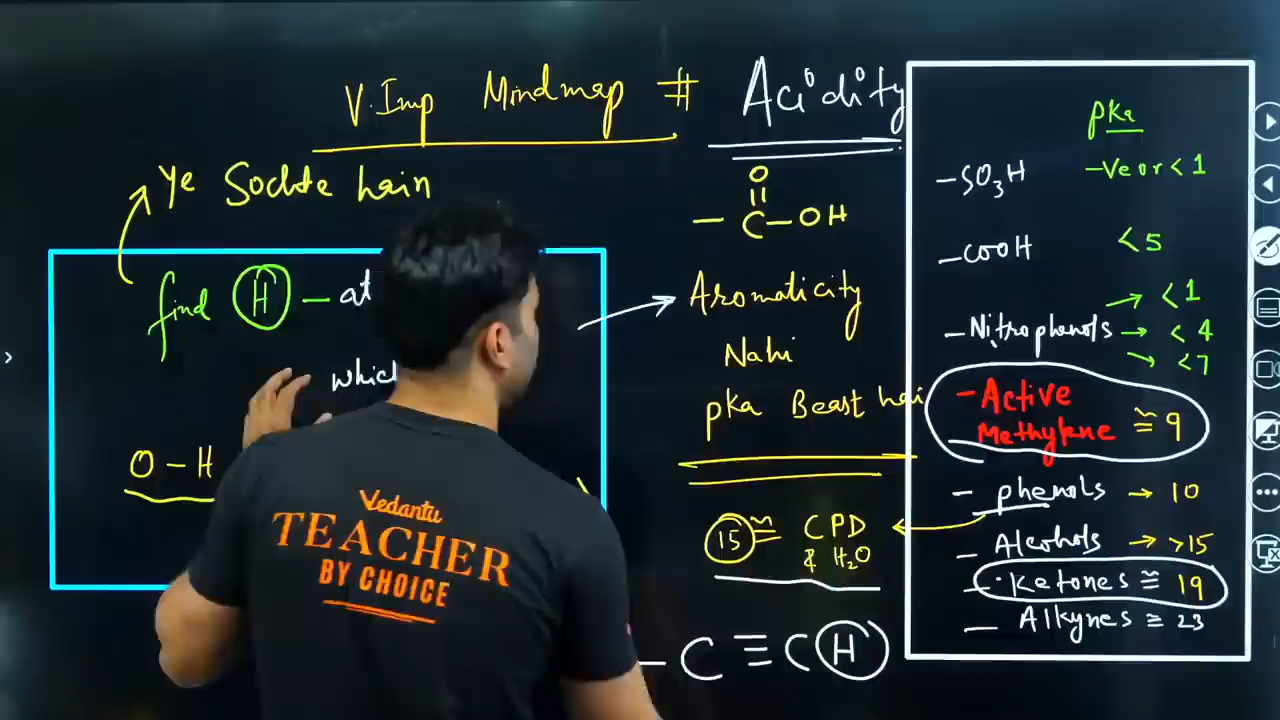 V.Imp Mindmap # Acidity
Ye Sochte hain
find H - at
which
O - H
O
- C - OH
Aromaticity
Nahi
pka Beast hai
15 ≅ CPD
& H₂O
- C ≡ C H
pka
- SO₃H -Ve or < 1
- COOH < 5
→ < 1
- Nitrophenols → < 4
→ < 7
- Active
Methylene ≅ 9
- phenols → 10
- Alcohols → >15
- Ketones ≅ 19
- Alkynes ≅ 23
Vedantu
TEACHER
BY CHOICE